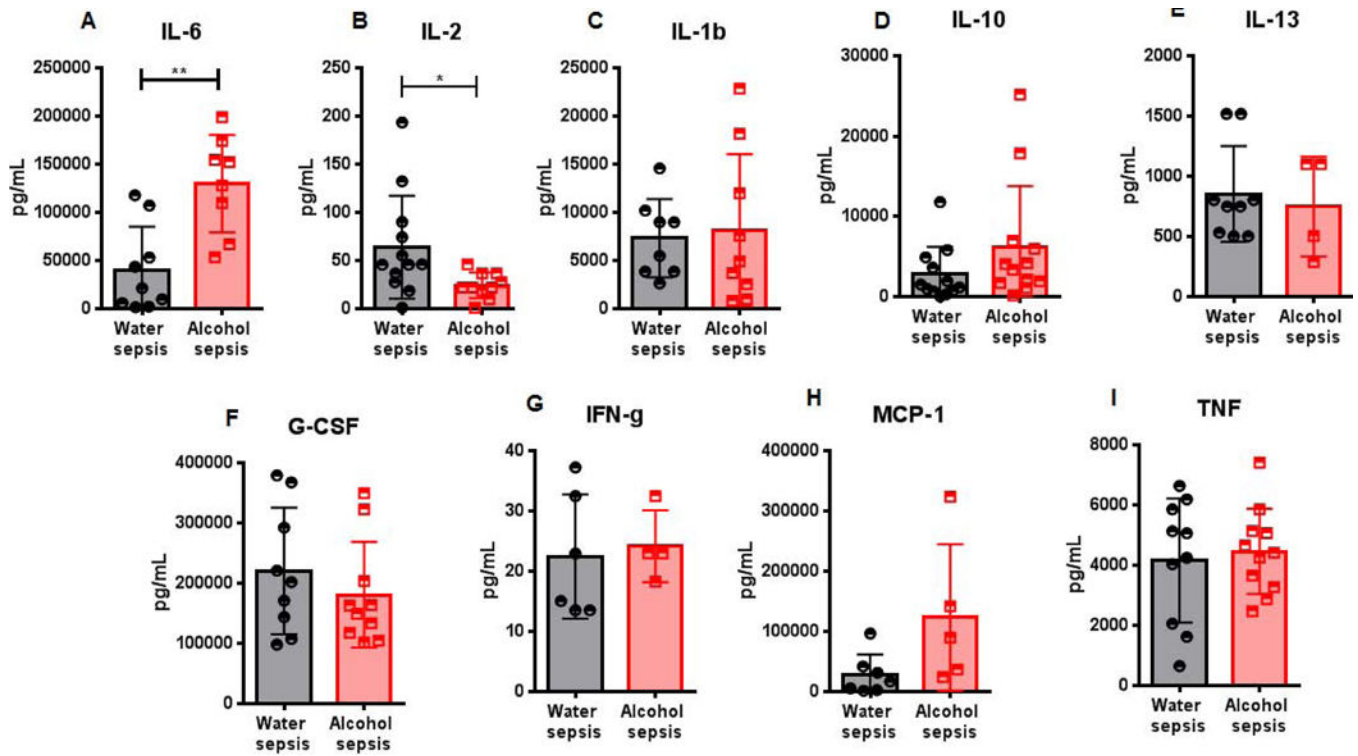 A
IL-6
250000
200000
150000
100000
50000
0
pg/mL
**
Water
sepsis
Alcohol
sepsis
B
IL-2
250
200
150
100
50
0
pg/mL
*
Water
sepsis
Alcohol
sepsis
C
IL-1b
25000
20000
15000
10000
5000
0
pg/mL
Water
sepsis
Alcohol
sepsis
D
IL-10
30000
20000
10000
0
pg/mL
Water
sepsis
Alcohol
sepsis
E
IL-13
2000
1500
1000
500
0
pg/mL
Water
sepsis
Alcohol
sepsis
F
G-CSF
400000
300000
200000
100000
0
pg/mL
Water
sepsis
Alcohol
sepsis
G
IFN-g
40
30
20
10
0
pg/mL
Water
sepsis
Alcohol
sepsis
H
MCP-1
400000
300000
200000
100000
0
pg/mL
Water
sepsis
Alcohol
sepsis
I
TNF
8000
6000
4000
2000
0
pg/mL
Water
sepsis
Alcohol
sepsis